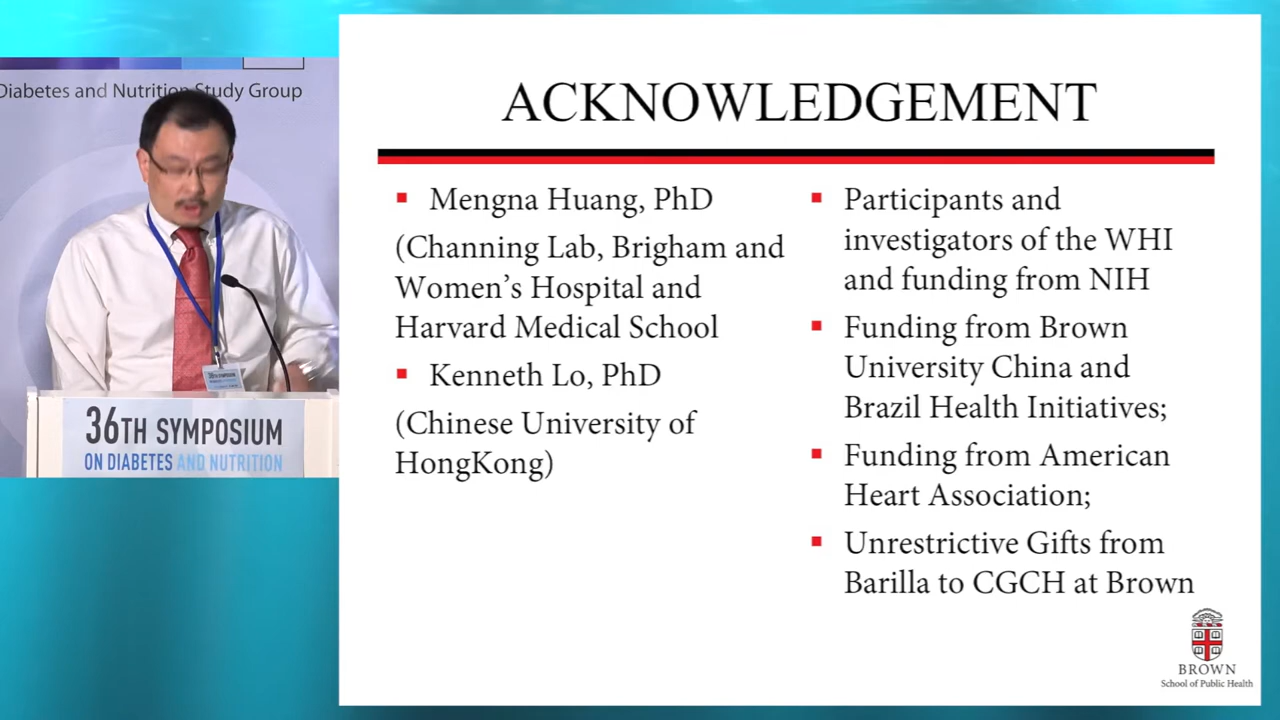 Diabetes and Nutrition Study Group
36TH SYMPOSIUM
ON DIABETES AND NUTRITION
ACKNOWLEDGEMENT
▪ Mengna Huang, PhD
(Channing Lab, Brigham and
Women’s Hospital and
Harvard Medical School
▪ Kenneth Lo, PhD
(Chinese University of
HongKong)
▪ Participants and
investigators of the WHI
and funding from NIH
▪ Funding from Brown
University China and
Brazil Health Initiatives;
▪ Funding from American
Heart Association;
▪ Unrestrictive Gifts from
Barilla to CGCH at Brown
BROWN
School of Public Health